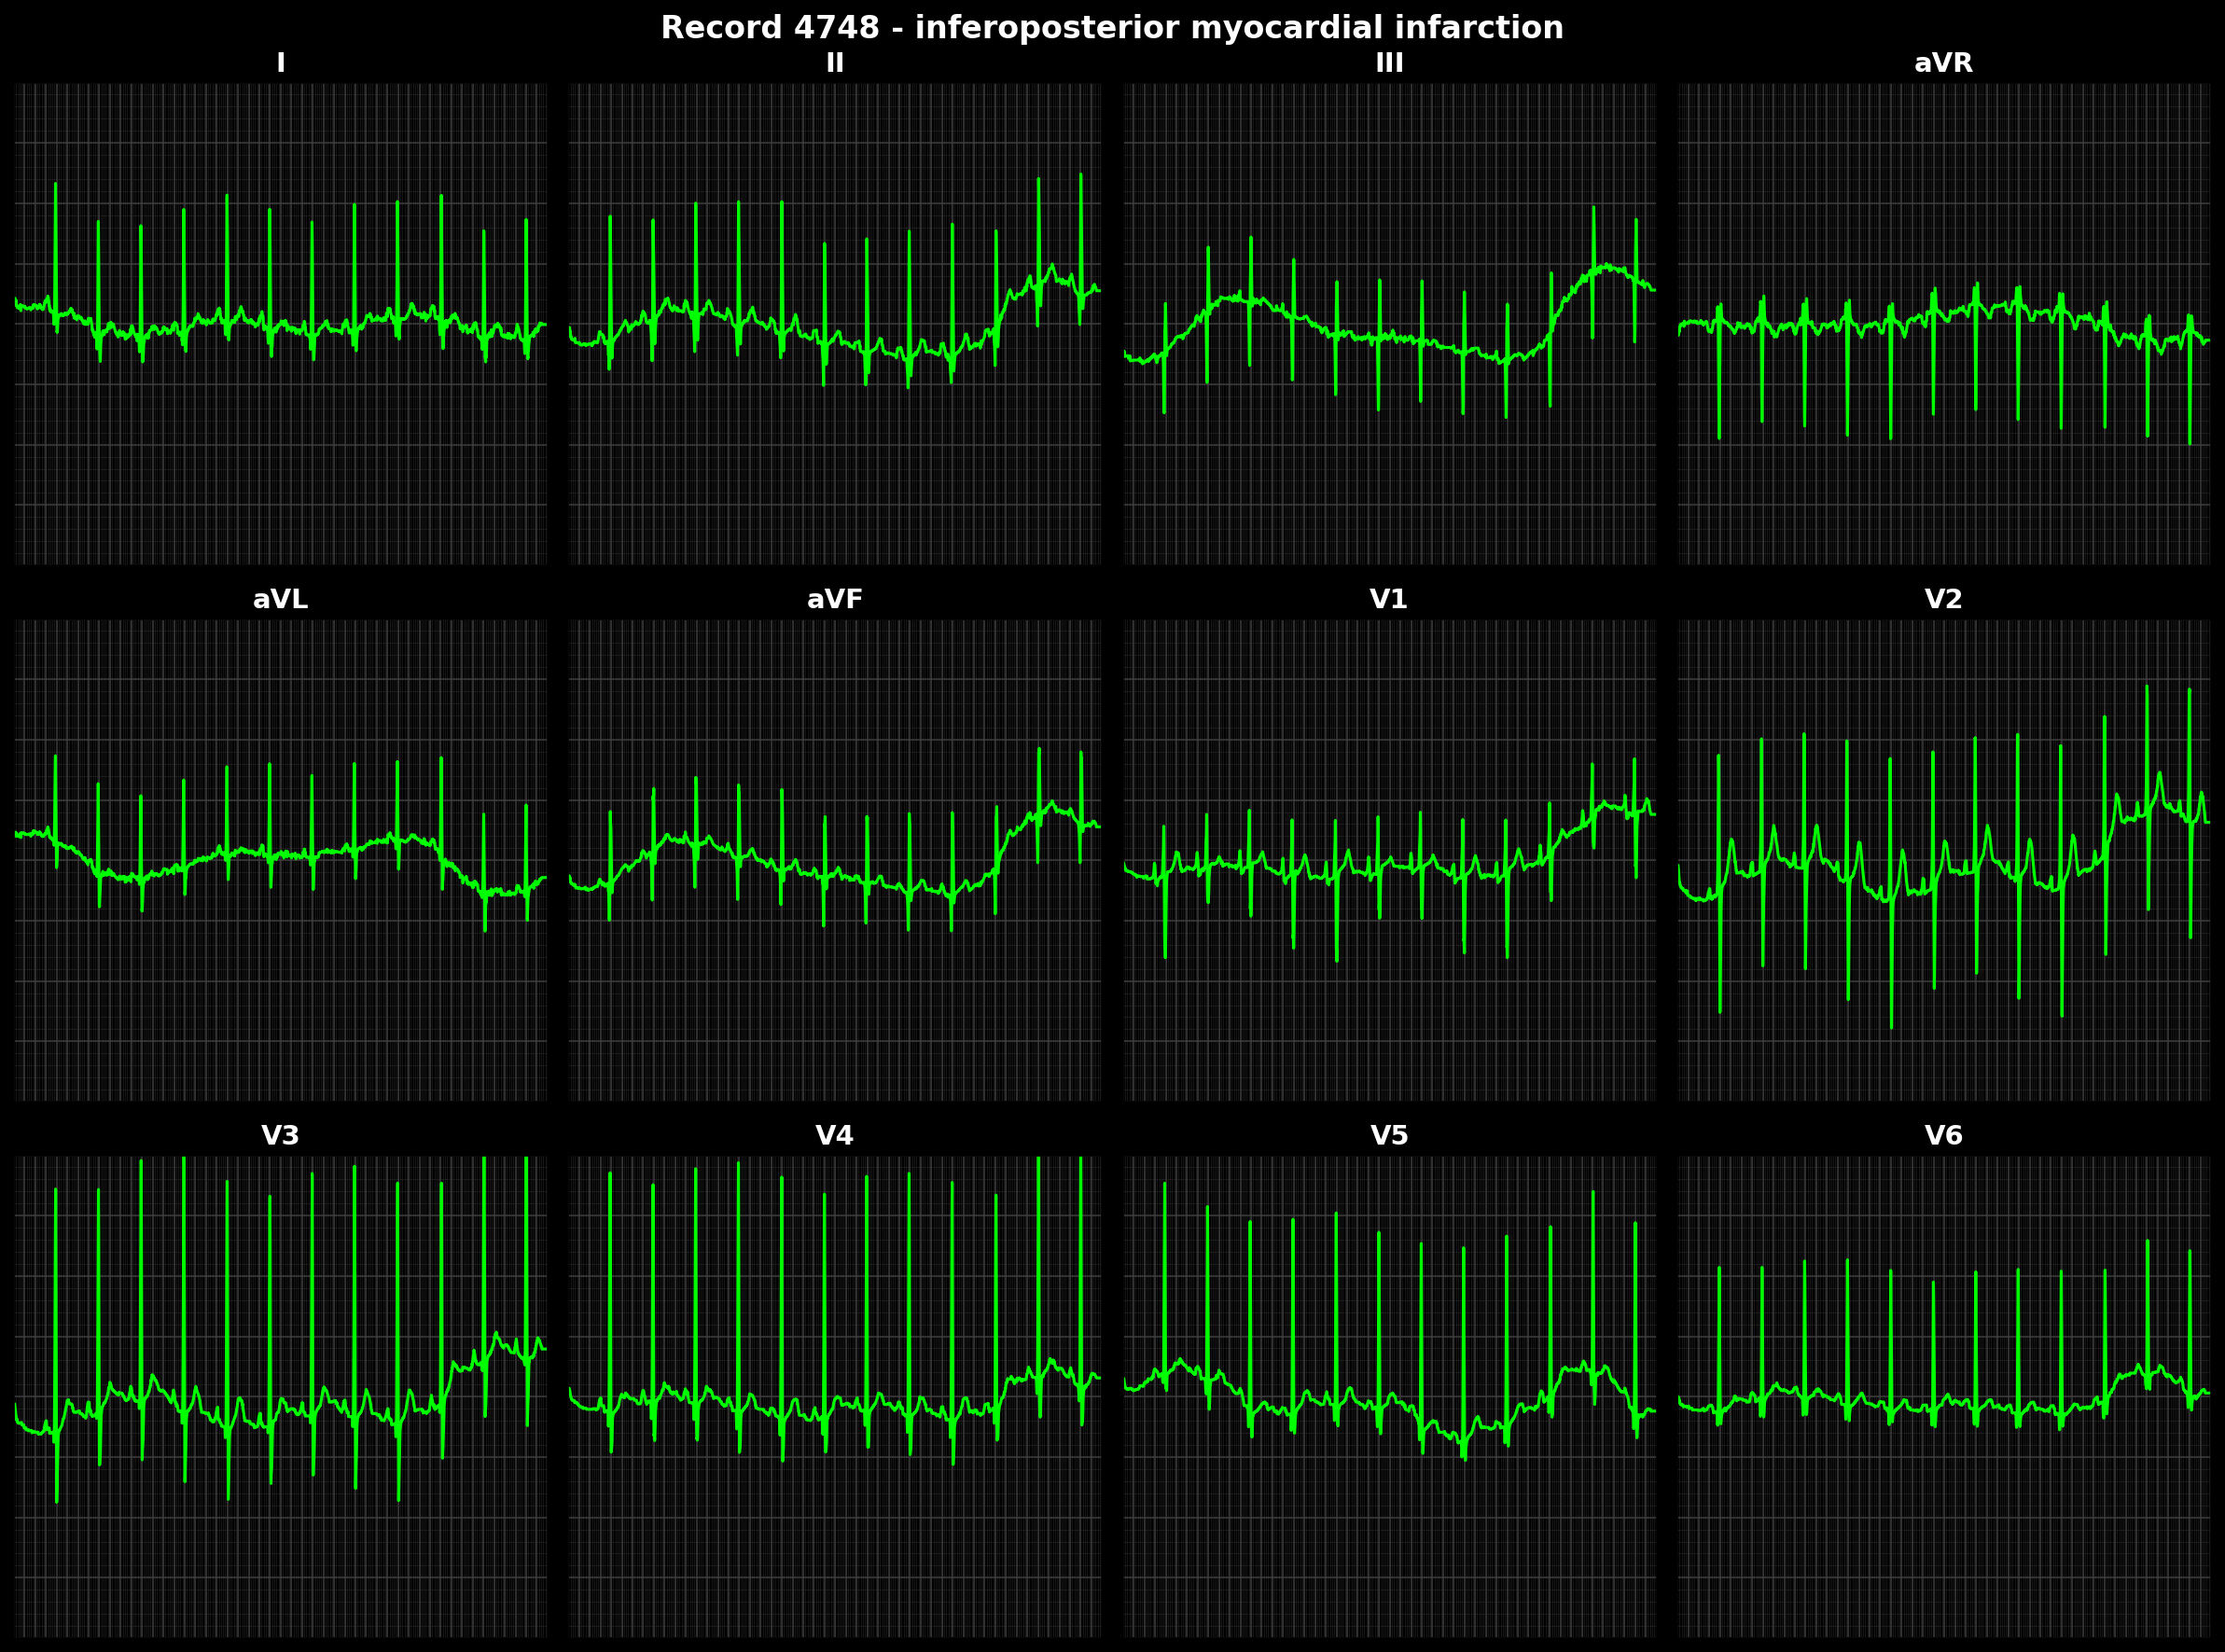 Record 4748 - inferoposterior myocardial infarction
I
II
III
aVR
aVL
aVF
V1
V2
V3
V4
V5
V6